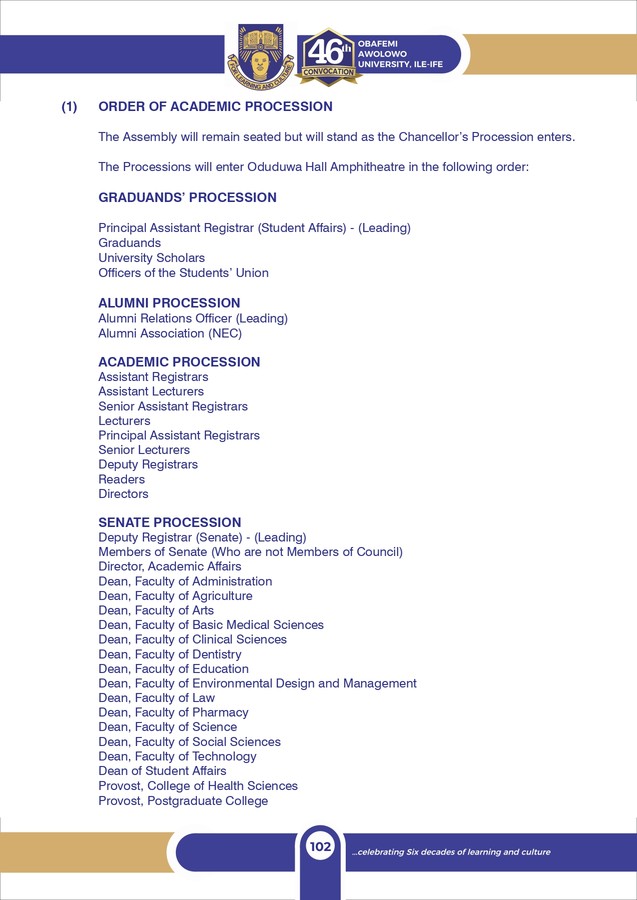 FOR LEARNING AND CULTURE
46th
CONVOCATION
OBAFEMI
AWOLOWO
UNIVERSITY, ILE-IFE
(1) ORDER OF ACADEMIC PROCESSION
The Assembly will remain seated but will stand as the Chancellor's Procession enters.
The Processions will enter Oduduwa Hall Amphitheatre in the following order:
GRADUANDS' PROCESSION
Principal Assistant Registrar (Student Affairs) - (Leading)
Graduands
University Scholars
Officers of the Students' Union
ALUMNI PROCESSION
Alumni Relations Officer (Leading)
Alumni Association (NEC)
ACADEMIC PROCESSION
Assistant Registrars
Assistant Lecturers
Senior Assistant Registrars
Lecturers
Principal Assistant Registrars
Senior Lecturers
Deputy Registrars
Readers
Directors
SENATE PROCESSION
Deputy Registrar (Senate) - (Leading)
Members of Senate (Who are not Members of Council)
Director, Academic Affairs
Dean, Faculty of Administration
Dean, Faculty of Agriculture
Dean, Faculty of Arts
Dean, Faculty of Basic Medical Sciences
Dean, Faculty of Clinical Sciences
Dean, Faculty of Dentistry
Dean, Faculty of Education
Dean, Faculty of Environmental Design and Management
Dean, Faculty of Law
Dean, Faculty of Pharmacy
Dean, Faculty of Science
Dean, Faculty of Social Sciences
Dean, Faculty of Technology
Dean of Student Affairs
Provost, College of Health Sciences
Provost, Postgraduate College
102
...celebrating Six decades of learning and culture